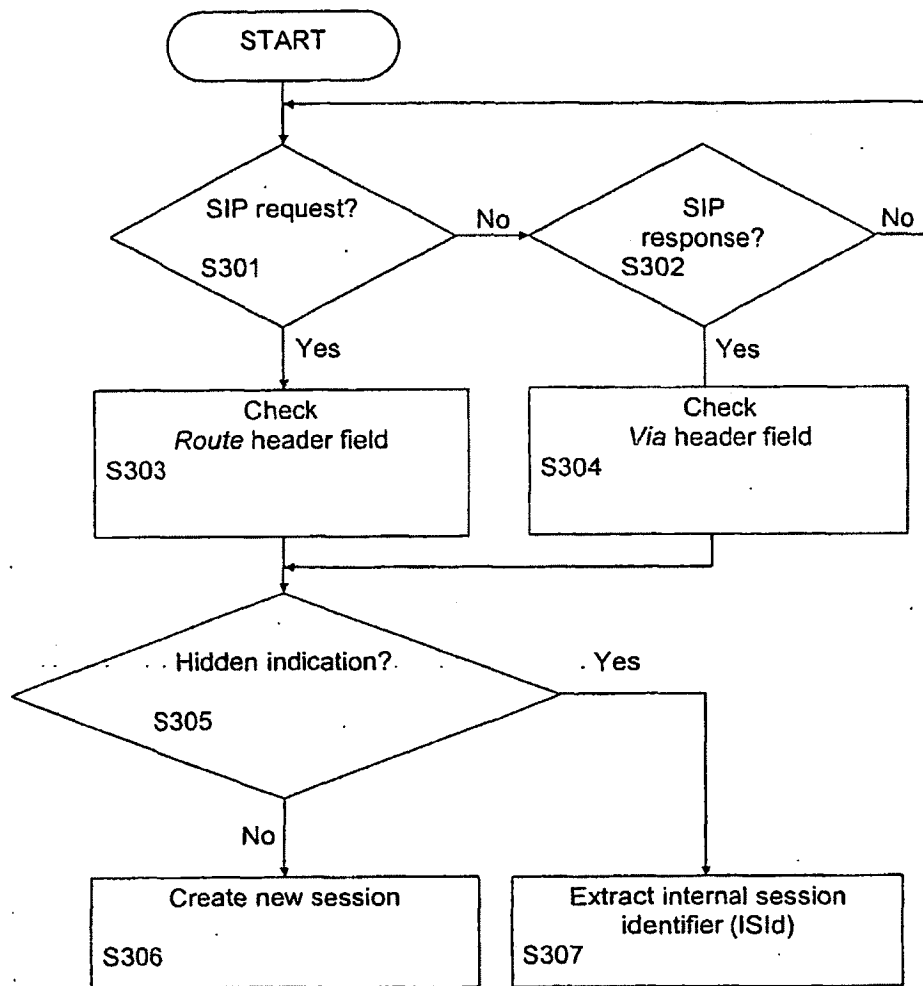 START
SIP request?
S301
No
SIP
response?
S302
No
Yes
Yes
Check
Route header field
S303
Check
Via header field
S304
Hidden indication?
S305
Yes
No
Create new session
S306
Extract internal session
identifier (ISId)
S307